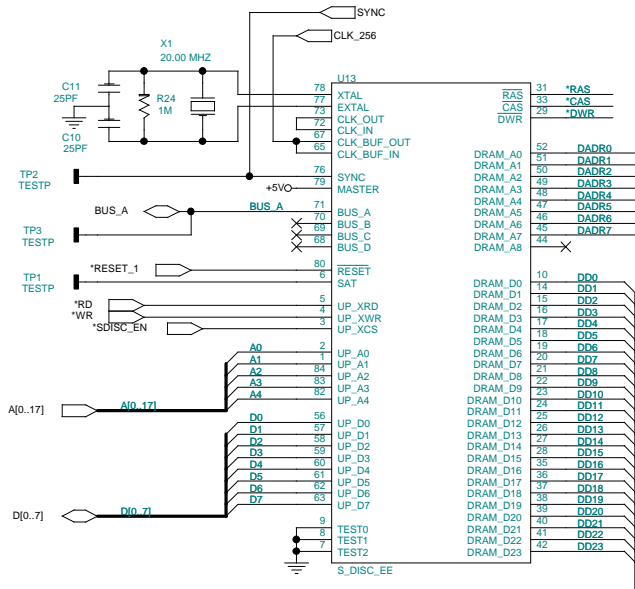 SYNC
CLK_256
X1
20.00 MHZ
C11
25PF
R24
1M
C10
25PF
U13
78 XTAL
77 EXTAL
73 CLK_OUT
72 CLK_IN
67 CLK_BUF_OUT
65 CLK_BUF_IN
TP2
TESTP
76 SYNC
+5V 79 MASTER
BUS_A BUS_A 71 BUS_A
70 BUS_B
69 BUS_C
68 BUS_D
TP3
TESTP
*RESET_1 80 RESET
TP1
TESTP
6 SAT
*RD 5 UP_XRD
*WR 4 UP_XWR
*SDISC_EN 3 UP_XCS
A0 2 UP_A0
A1 1 UP_A1
A2 84 UP_A2
A3 83 UP_A3
A4 82 UP_A4
A[0..17] A[0..17]
D0 56 UP_D0
D1 57 UP_D1
D2 58 UP_D2
D3 59 UP_D3
D4 60 UP_D4
D5 61 UP_D5
D6 62 UP_D6
D7 63 UP_D7
D[0..7] D[0..7]
9 TEST0
8 TEST1
7 TEST2
S_DISC_EE
RAS 31 *RAS
CAS 33 *CAS
DWR 29 *DWR
DRAM_A0 52 DADR0
DRAM_A1 51 DADR1
DRAM_A2 50 DADR2
DRAM_A3 49 DADR3
DRAM_A4 48 DADR4
DRAM_A5 47 DADR5
DRAM_A6 46 DADR6
DRAM_A7 45 DADR7
DRAM_A8 44
DRAM_D0 10 DD0
DRAM_D1 14 DD1
DRAM_D2 15 DD2
DRAM_D3 16 DD3
DRAM_D4 17 DD4
DRAM_D5 18 DD5
DRAM_D6 19 DD6
DRAM_D7 20 DD7
DRAM_D8 21 DD8
DRAM_D9 22 DD9
DRAM_D10 23 DD10
DRAM_D11 24 DD11
DRAM_D12 25 DD12
DRAM_D13 26 DD13
DRAM_D14 27 DD14
DRAM_D15 28 DD15
DRAM_D16 35 DD16
DRAM_D17 36 DD17
DRAM_D18 37 DD18
DRAM_D19 38 DD19
DRAM_D20 39 DD20
DRAM_D21 40 DD21
DRAM_D22 41 DD22
DRAM_D23 42 DD23